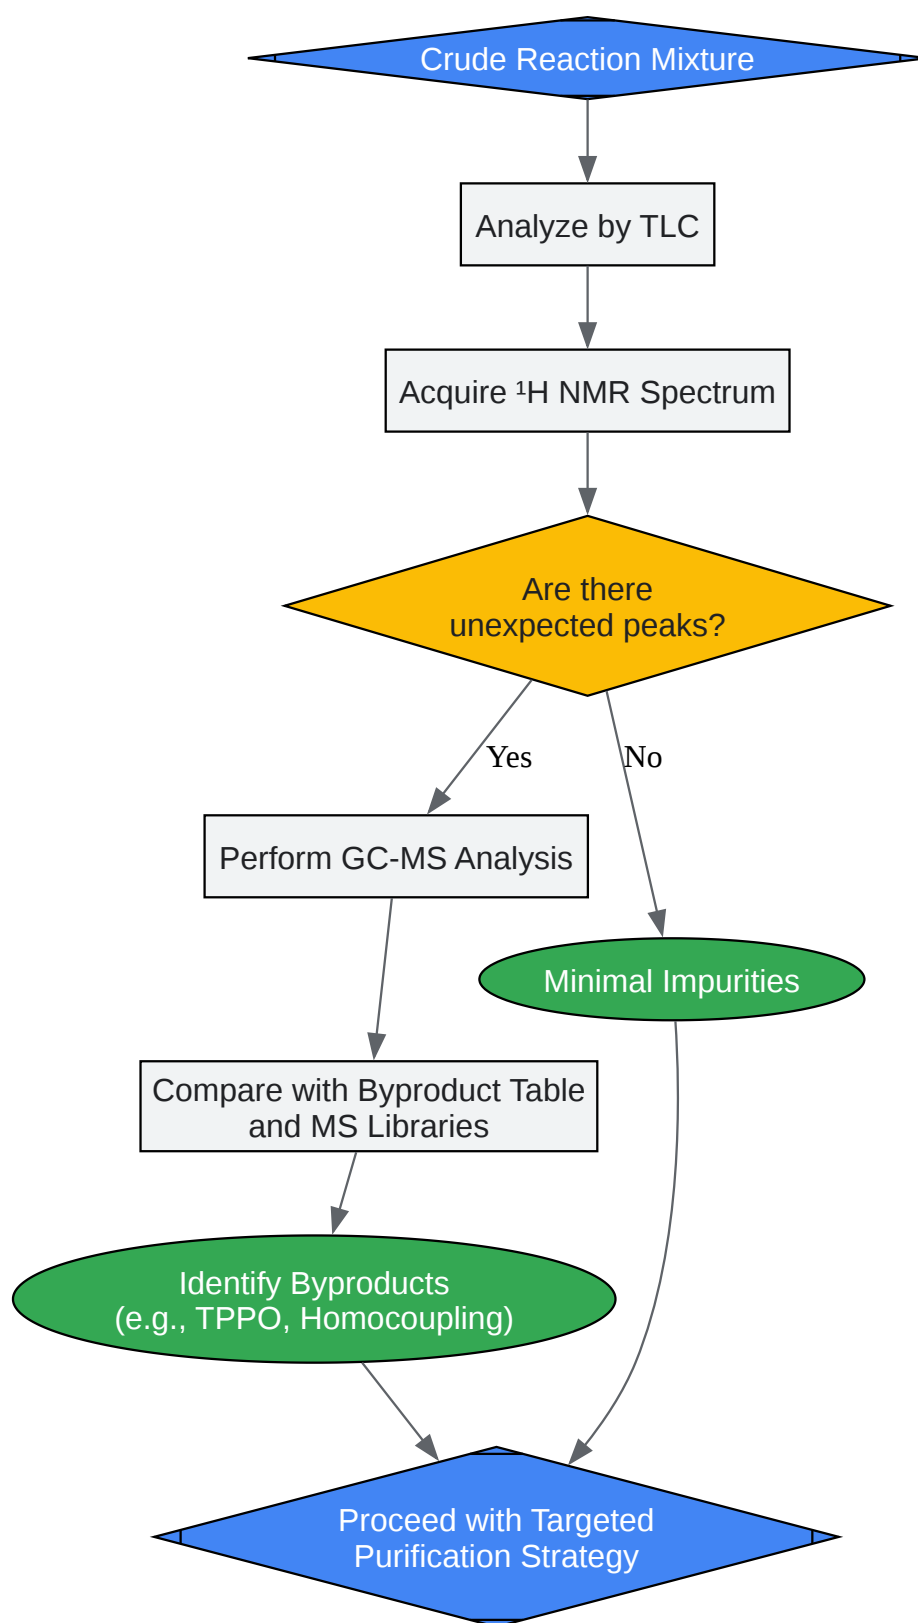 Crude Reaction Mixture
Analyze by TLC
Acquire ¹H NMR Spectrum
Are there
unexpected peaks?
Yes
No
Perform GC-MS Analysis
Minimal Impurities
Compare with Byproduct Table
and MS Libraries
Identify Byproducts
(e.g., TPPO, Homocoupling)
Proceed with Targeted
Purification Strategy